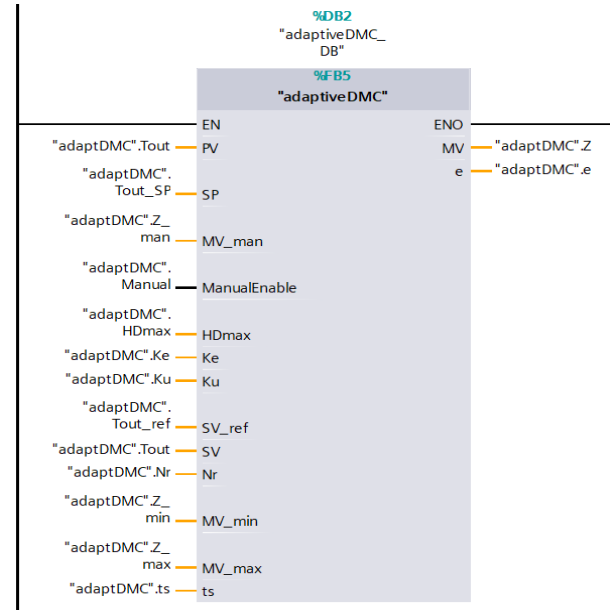 %DB2
"adaptiveDMC_
DB"
%FB5
"adaptiveDMC"
EN ENO
"adaptDMC".Tout PV MV "adaptDMC".Z
e "adaptDMC".e
"adaptDMC".
Tout_SP SP
"adaptDMC".Z_
man MV_man
"adaptDMC".
Manual ManualEnable
"adaptDMC".
HDmax HDmax
"adaptDMC".Ke Ke
"adaptDMC".Ku Ku
"adaptDMC".
Tout_ref SV_ref
"adaptDMC".Tout SV
"adaptDMC".Nr Nr
"adaptDMC".Z_
min MV_min
"adaptDMC".Z_
max MV_max
"adaptDMC".ts ts